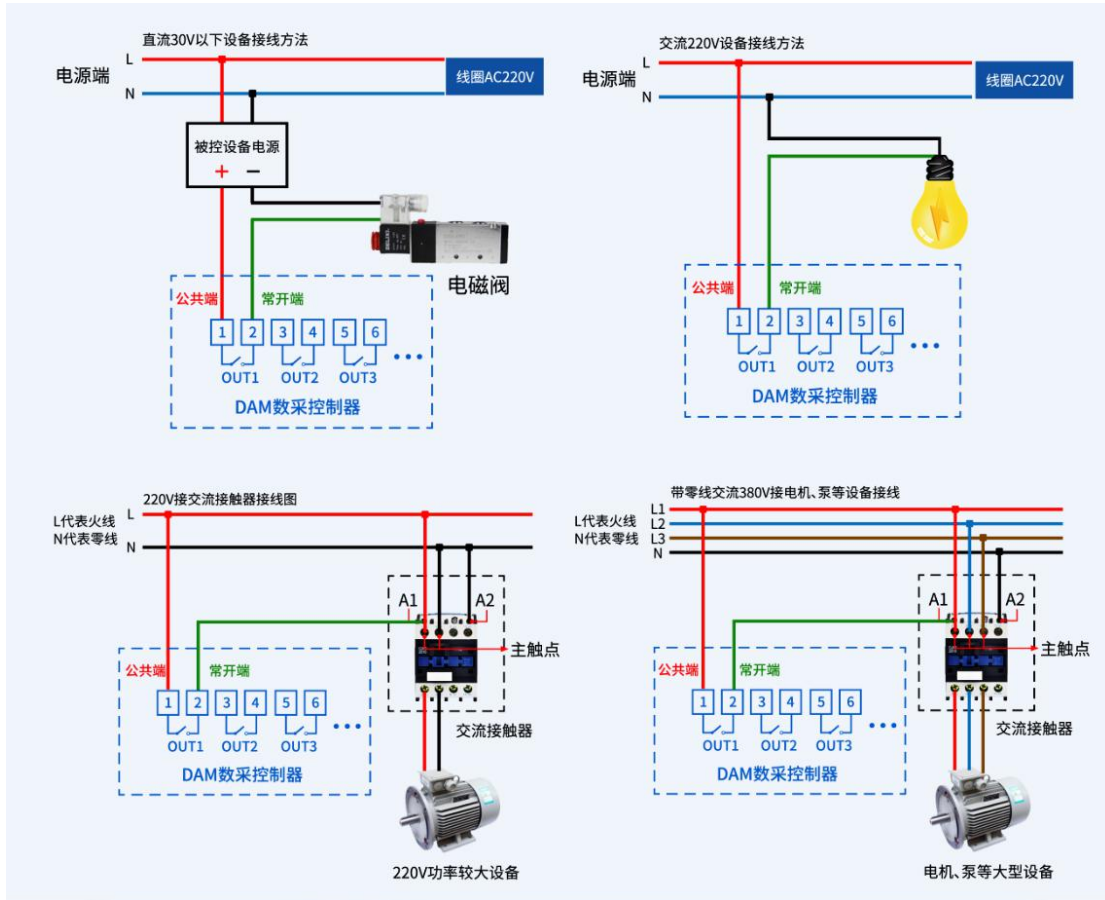 直流30V以下设备接线方法
L
电源端
N
线圈AC220V
被控设备电源
+ −
电磁阀
公共端
常开端
1 2 3 4 5 6
OUT1 OUT2 OUT3
DAM数采控制器
交流220V设备接线方法
L
电源端
N
线圈AC220V
公共端
常开端
1 2 3 4 5 6
OUT1 OUT2 OUT3
DAM数采控制器
220V接交流接触器接线图
L代表火线 L
N代表零线 N
A1 A2
主触点
公共端
常开端
1 2 3 4 5 6
OUT1 OUT2 OUT3
DAM数采控制器
交流接触器
220V功率较大设备
带零线交流380V接电机、泵等设备接线
L1
L代表火线 L2
N代表零线 L3
N
A1 A2
主触点
公共端
常开端
1 2 3 4 5 6
OUT1 OUT2 OUT3
DAM数采控制器
交流接触器
电机、泵等大型设备